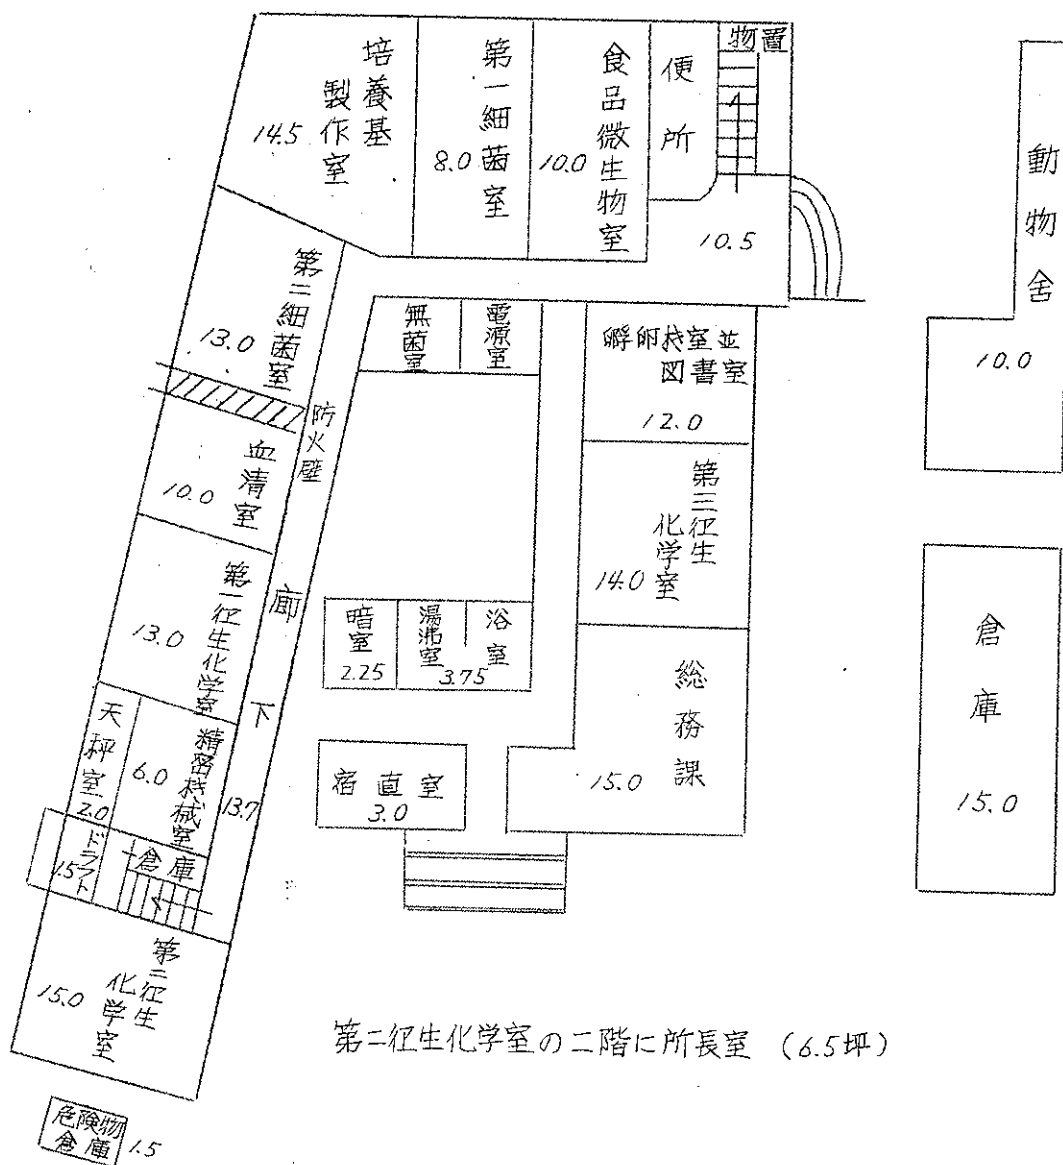 培養基
製作室
14.5
第一細菌室
8.0
食品微生物室
10.0
便所
物置
10.5
動物舎
10.0
第二細菌室
13.0
防火壁
無菌室
電源室
孵卵 室並
図書室
12.0
血清室
10.0
第三 生
化学室
14.0
第一 生化学室
13.0
廊下
13.7
暗室
2.25
湯沸室
浴室
3.75
総務課
15.0
倉庫
15.0
天秤室
2.0
精密 械室
6.0
宿直室
3.0
ドラフト
1.5
倉庫
第二 生
化学室
15.0
第二 生化学室の二階に所長室 (6.5坪)
危険物
倉庫
1.5